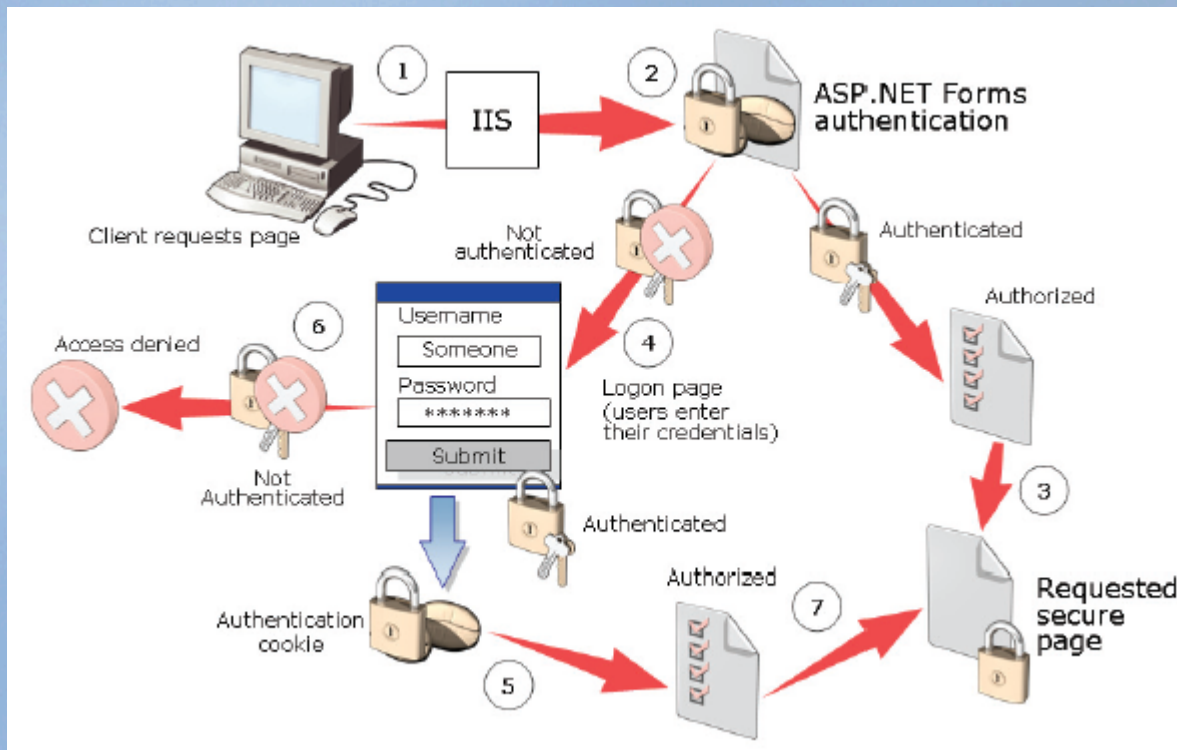 1
IIS
2
ASP.NET Forms
authentication
Client requests page
Not
authenticated
Authenticated
Authorized
6
Access denied
Not
Authenticated
Username
Someone
Password
*******
Submit
4
Logon page
(users enter
their credentials)
3
Authenticated
Authentication
cookie
5
Authorized
7
Requested
secure
page